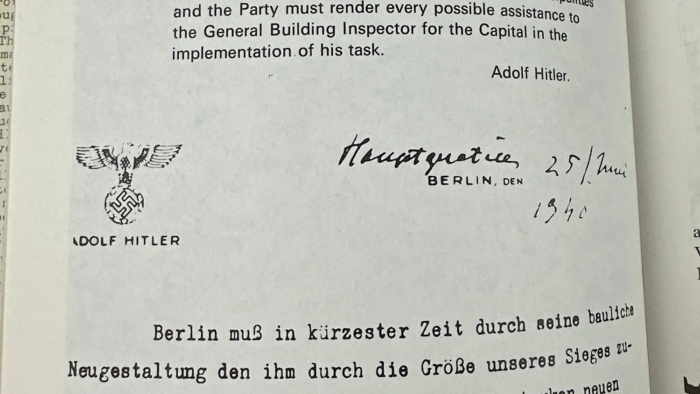 and the Party must render every possible assistance to
the General Building Inspector for the Capital in the
implementation of his task.
Adolf Hitler.
Hauptquartier 25/Juni
BERLIN, DEN
1940
ADOLF HITLER
Berlin muß in kürzester Zeit durch seine bauliche
Neugestaltung den ihm durch die Größe unseres Sieges zu-
neuen